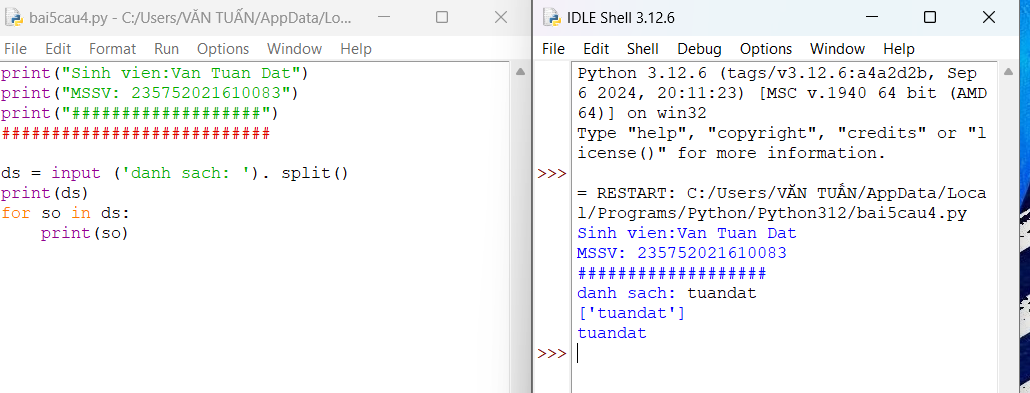 bai5cau4.py - C:/Users/VĂN TUẤN/AppData/Lo...
File Edit Format Run Options Window Help
print("Sinh vien:Van Tuan Dat")
print("MSSV: 235752021610083")
print("###################")
###########################
ds = input ('danh sach: '). split()
print(ds)
for so in ds:
    print(so)
IDLE Shell 3.12.6
File Edit Shell Debug Options Window Help
Python 3.12.6 (tags/v3.12.6:a4a2d2b, Sep
6 2024, 20:11:23) [MSC v.1940 64 bit (AMD
64)] on win32
Type "help", "copyright", "credits" or "l
icense()" for more information.
>>>
= RESTART: C:/Users/VĂN TUẤN/AppData/Loca
l/Programs/Python/Python312/bai5cau4.py
Sinh vien:Van Tuan Dat
MSSV: 235752021610083
###################
danh sach: tuandat
['tuandat']
tuandat
>>>